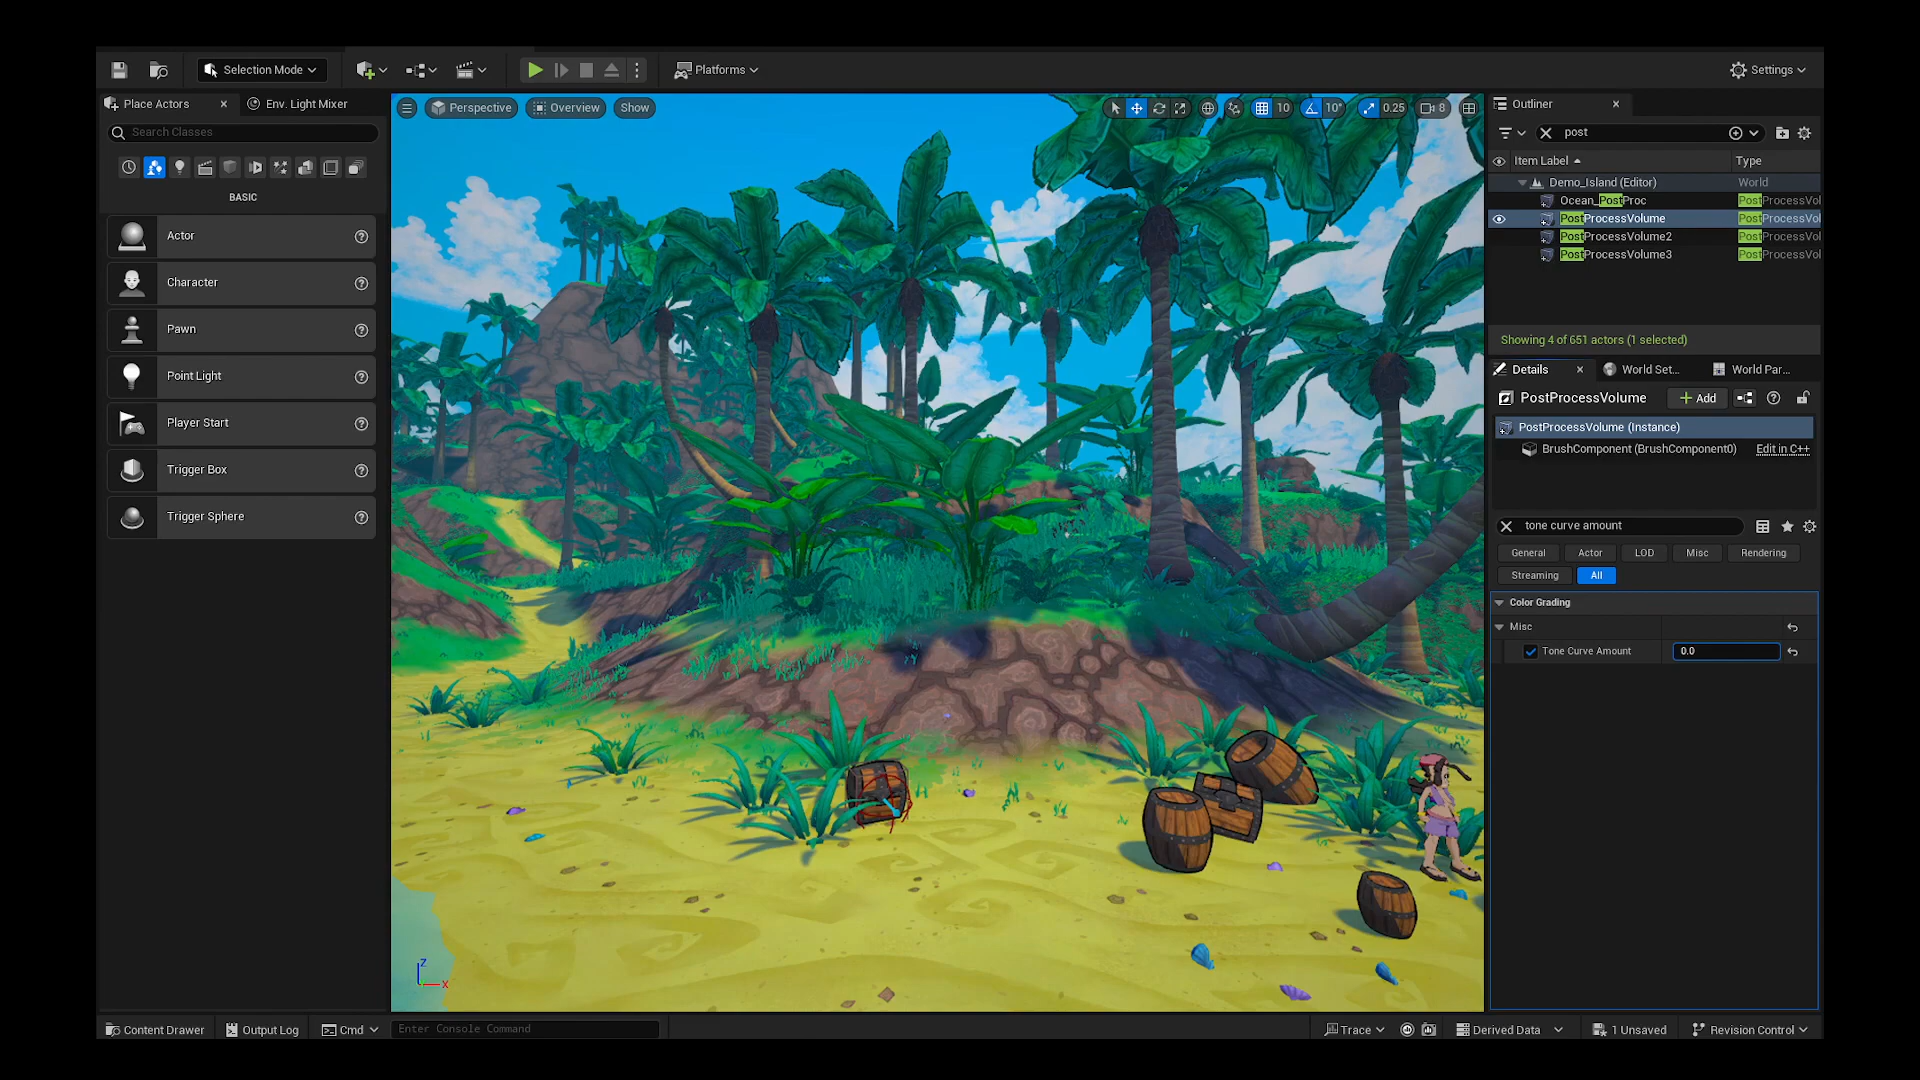 Selection Mode
Platforms
Settings
Place Actors
Env. Light Mixer
Search Classes
BASIC
Actor
Character
Pawn
Point Light
Player Start
Trigger Box
Trigger Sphere
Perspective
Overview
Show
10
10°
0.25
8
Outliner
post
Item Label
Type
Demo_Island (Editor)
World
Ocean_PostProc
PostProcessVol
PostProcessVolume
PostProcessVol
PostProcessVolume2
PostProcessVol
PostProcessVolume3
PostProcessVol
Showing 4 of 651 actors (1 selected)
Details
World Set...
World Par...
PostProcessVolume
Add
PostProcessVolume (Instance)
BrushComponent (BrushComponent0)
Edit in C++
tone curve amount
General
Actor
LOD
Misc
Rendering
Streaming
All
Color Grading
Misc
Tone Curve Amount
0.0
Z
X
Content Drawer
Output Log
Cmd
Enter Console Command
Trace
Derived Data
1 Unsaved
Revision Control